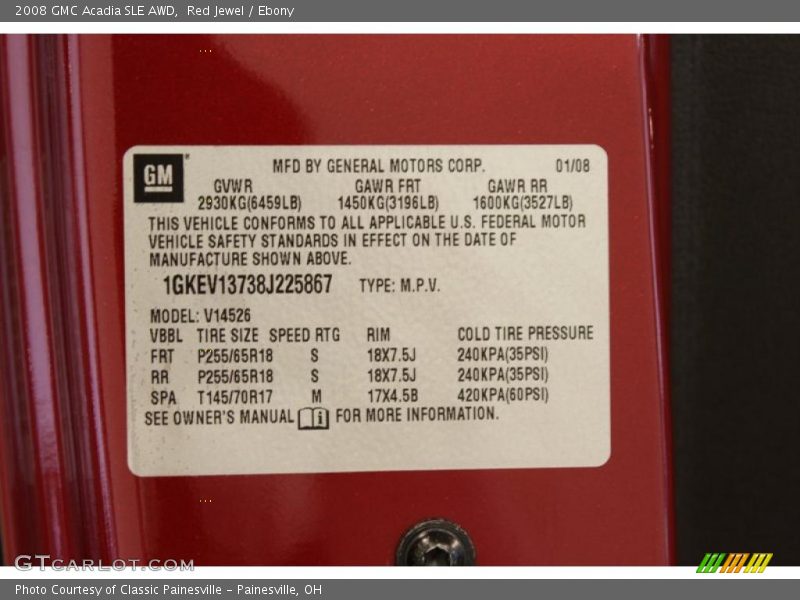 2008 GMC Acadia SLE AWD, Red Jewel / Ebony
GM
MFD BY GENERAL MOTORS CORP. 01/08
GVWR GAWR FRT GAWR RR
2930KG(6459LB) 1450KG(3196LB) 1600KG(3527LB)
THIS VEHICLE CONFORMS TO ALL APPLICABLE U.S. FEDERAL MOTOR
VEHICLE SAFETY STANDARDS IN EFFECT ON THE DATE OF
MANUFACTURE SHOWN ABOVE.
1GKEV13738J225867 TYPE: M.P.V.
MODEL: V14526
VBBL TIRE SIZE SPEED RTG RIM COLD TIRE PRESSURE
FRT P255/65R18 S 18X7.5J 240KPA(35PSI)
RR P255/65R18 S 18X7.5J 240KPA(35PSI)
SPA T145/70R17 M 17X4.5B 420KPA(60PSI)
SEE OWNER'S MANUAL i FOR MORE INFORMATION.
GTCARLOT.COM
Photo Courtesy of Classic Painesville - Painesville, OH